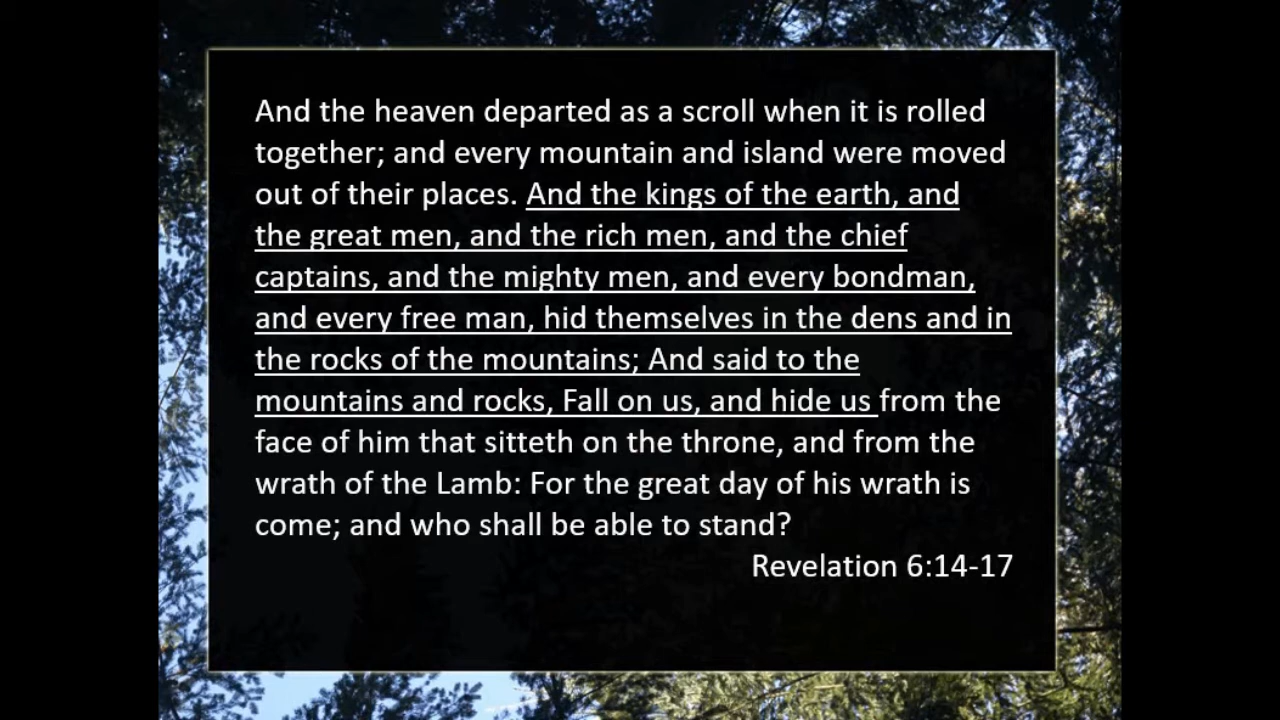 And the heaven departed as a scroll when it is rolled
together; and every mountain and island were moved
out of their places. And the kings of the earth, and
the great men, and the rich men, and the chief
captains, and the mighty men, and every bondman,
and every free man, hid themselves in the dens and in
the rocks of the mountains; And said to the
mountains and rocks, Fall on us, and hide us from the
face of him that sitteth on the throne, and from the
wrath of the Lamb: For the great day of his wrath is
come; and who shall be able to stand?
Revelation 6:14-17